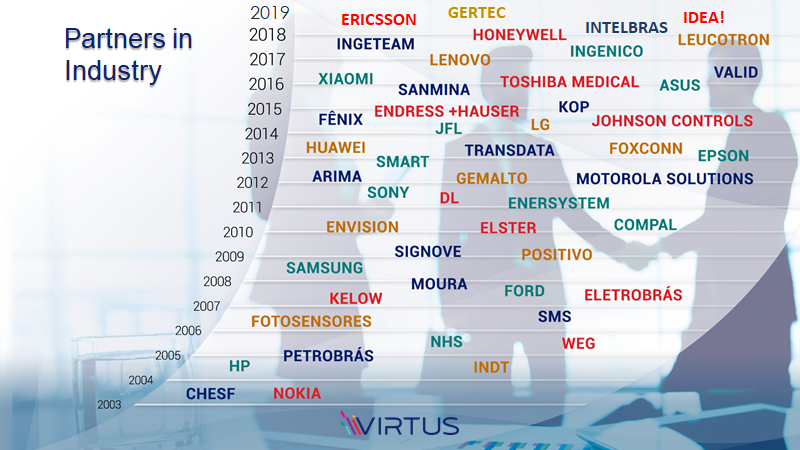 Partners in
Industry
2019 ERICSSON GERTEC IDEA!
2018 INGETEAM HONEYWELL INTELBRAS LEUCOTRON
2017 LENOVO INGENICO
2016 XIAOMI SANMINA TOSHIBA MEDICAL ASUS VALID
2015 FÊNIX ENDRESS +HAUSER KOP
2014 JFL LG JOHNSON CONTROLS
2013 HUAWEI SMART TRANSDATA FOXCONN EPSON
2012 ARIMA GEMALTO MOTOROLA SOLUTIONS
2011 SONY DL ENERSYSTEM
2010 ENVISION ELSTER COMPAL
2009 SIGNOVE POSITIVO
2008 SAMSUNG MOURA
2007 KELOW FORD ELETROBRÁS
2006 FOTOSENSORES SMS
2005 PETROBRÁS NHS WEG
2004 HP INDT
2003 CHESF NOKIA
VIRTUS